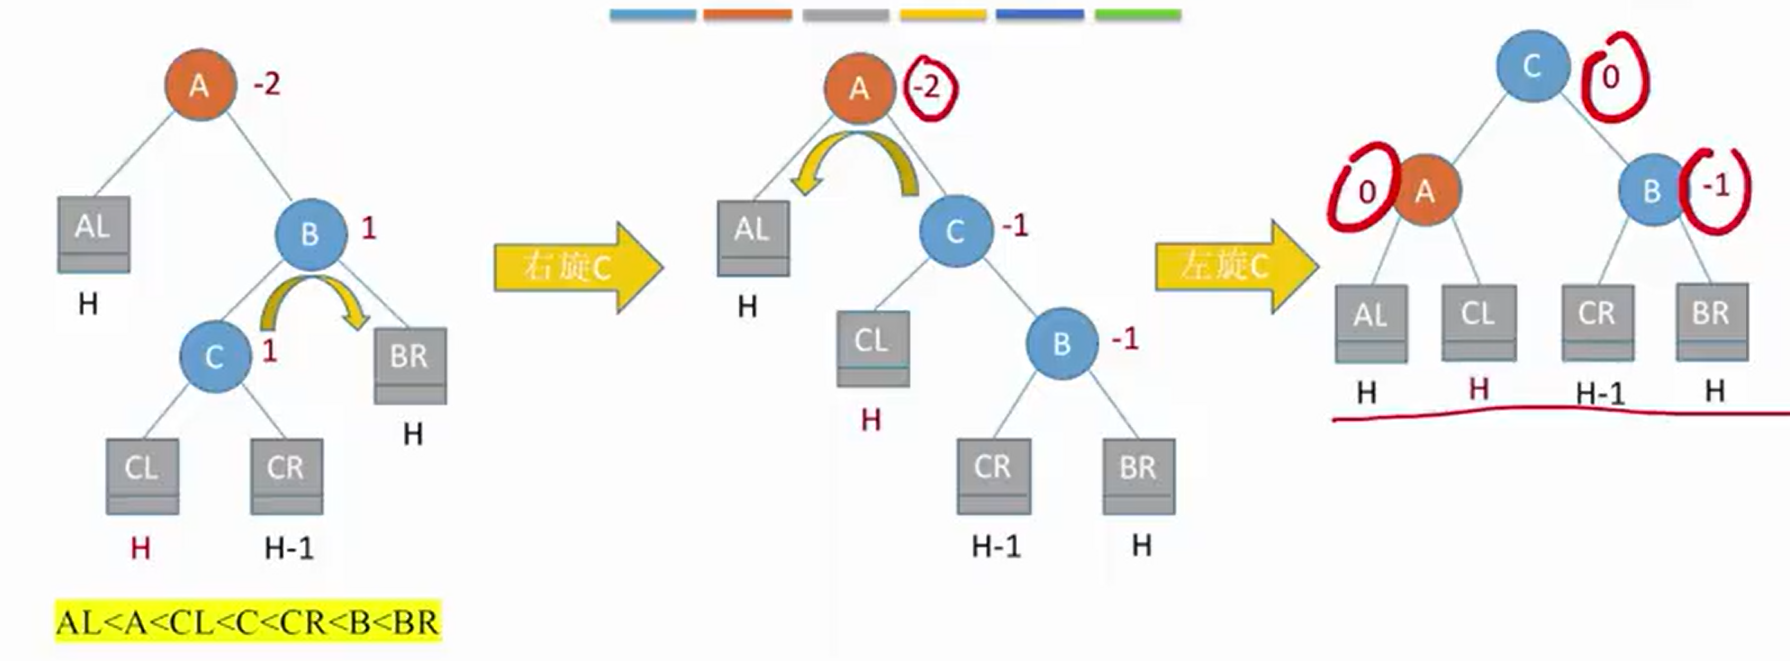 A -2
AL
H
B 1
C 1
BR
H
CL
CR
H
H-1
AL<A<CL<C<CR<B<BR
右旋C
A -2
AL
H
C -1
CL
H
B -1
CR
BR
H-1
H
左旋C
C 0
0 A
B -1
AL
CL
CR
BR
H
H
H-1
H